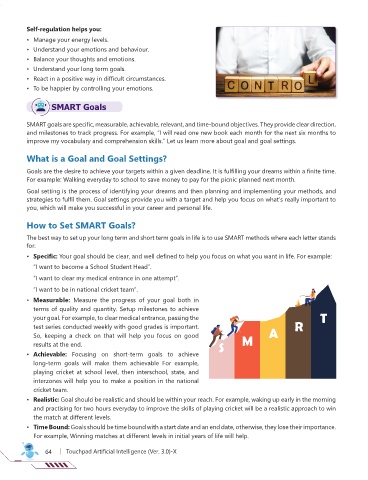 Self-regulation helps you:
• Manage your energy levels.
• Understand your emotions and behaviour.
• Balance your thoughts and emotions.
• Understand your long term goals.
• React in a positive way in difficult circumstances.
• To be happier by controlling your emotions.
CONTROL
SMART Goals
SMART goals are specific, measurable, achievable, relevant, and time-bound objectives. They provide clear direction,
and milestones to track progress. For example, "I will read one new book each month for the next six months to
improve my vocabulary and comprehension skills." Let us learn more about goal and goal settings.
What is a Goal and Goal Settings?
Goals are the desire to achieve your targets within a given deadline. It is fulfilling your dreams within a finite time.
For example: Walking everyday to school to save money to pay for the picnic planned next month.
Goal setting is the process of identifying your dreams and then planning and implementing your methods, and
strategies to fulfil them. Goal settings provide you with a target and help you focus on what's really important to
you, which will make you successful in your career and personal life.
How to Set SMART Goals?
The best way to set up your long term and short term goals in life is to use SMART methods where each letter stands
for:
• Specific: Your goal should be clear, and well defined to help you focus on what you want in life. For example:
"I want to become a School Student Head".
"I want to clear my medical entrance in one attempt".
"I want to be in national cricket team".
• Measurable: Measure the progress of your goal both in
terms of quality and quantity. Setup milestones to achieve
your goal. For example, to clear medical entrance, passing the
test series conducted weekly with good grades is important.
So, keeping a check on that will help you focus on good
results at the end.
S M A R T
• Achievable: Focusing on short-term goals to achieve
long-term goals will make them achievable For example,
playing cricket at school level, then interschool, state, and
interzones will help you to make a position in the national
cricket team.
• Realistic: Goal should be realistic and should be within your reach. For example, waking up early in the morning
and practising for two hours everyday to improve the skills of playing cricket will be a realistic approach to win
the match at different levels.
• Time Bound: Goals should be time bound with a start date and an end date, otherwise, they lose their importance.
For example, Winning matches at different levels in initial years of life will help.
64 | Touchpad Artificial Intelligence (Ver. 3.0)-X